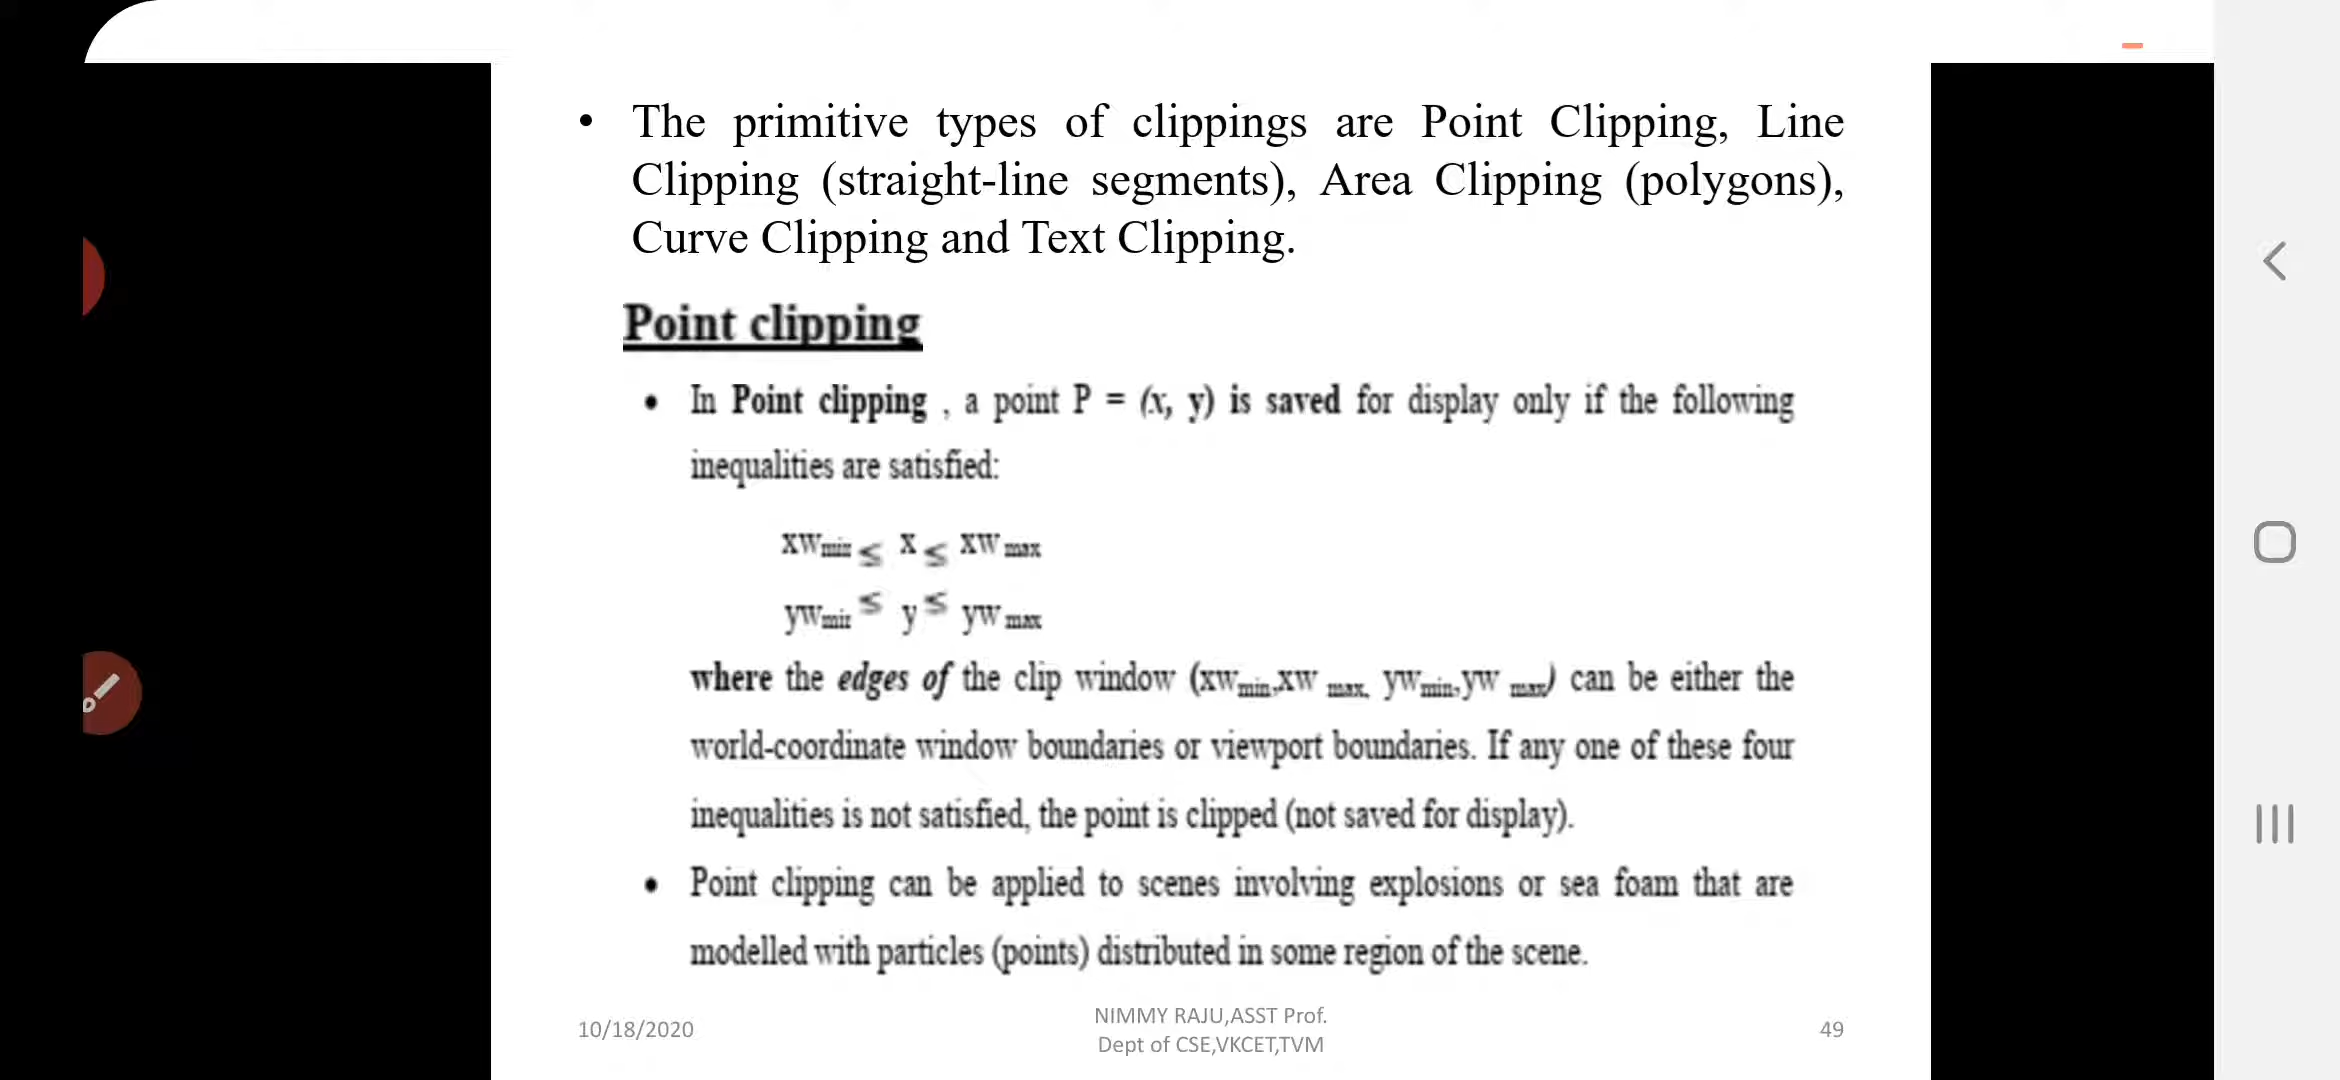 • The primitive types of clippings are Point Clipping, Line
Clipping (straight-line segments), Area Clipping (polygons),
Curve Clipping and Text Clipping.
Point clipping
• In Point clipping , a point P = (x, y) is saved for display only if the following
inequalities are satisfied:
xwmin ≤ x ≤ xw max
ywmin ≤ y ≤ yw max
where the edges of the clip window (xwmin,xw max, ywmin,yw max) can be either the
world-coordinate window boundaries or viewport boundaries. If any one of these four
inequalities is not satisfied, the point is clipped (not saved for display).
• Point clipping can be applied to scenes involving explosions or sea foam that are
modelled with particles (points) distributed in some region of the scene.
10/18/2020
NIMMY RAJU,ASST Prof.
Dept of CSE,VKCET,TVM
49